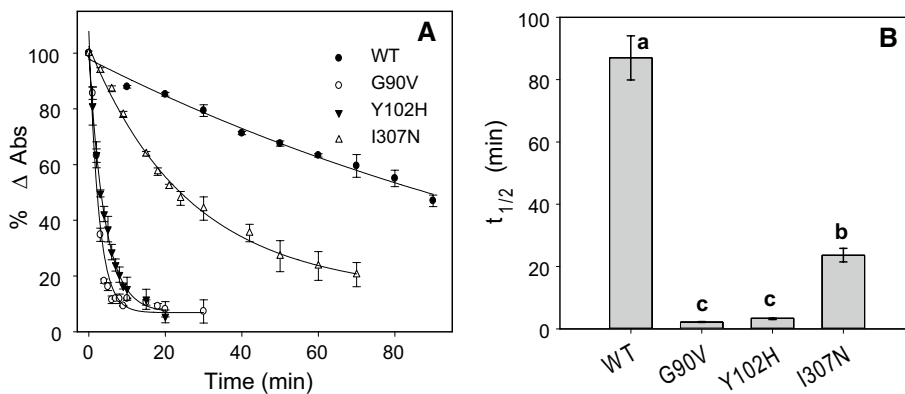 A
100
80
60
40
20
0
% Δ Abs
0 20 40 60 80
Time (min)
WT
G90V
Y102H
I307N
B
100
80
60
40
20
0
t1/2 (min)
a
c
c
b
WT
G90V
Y102H
I307N